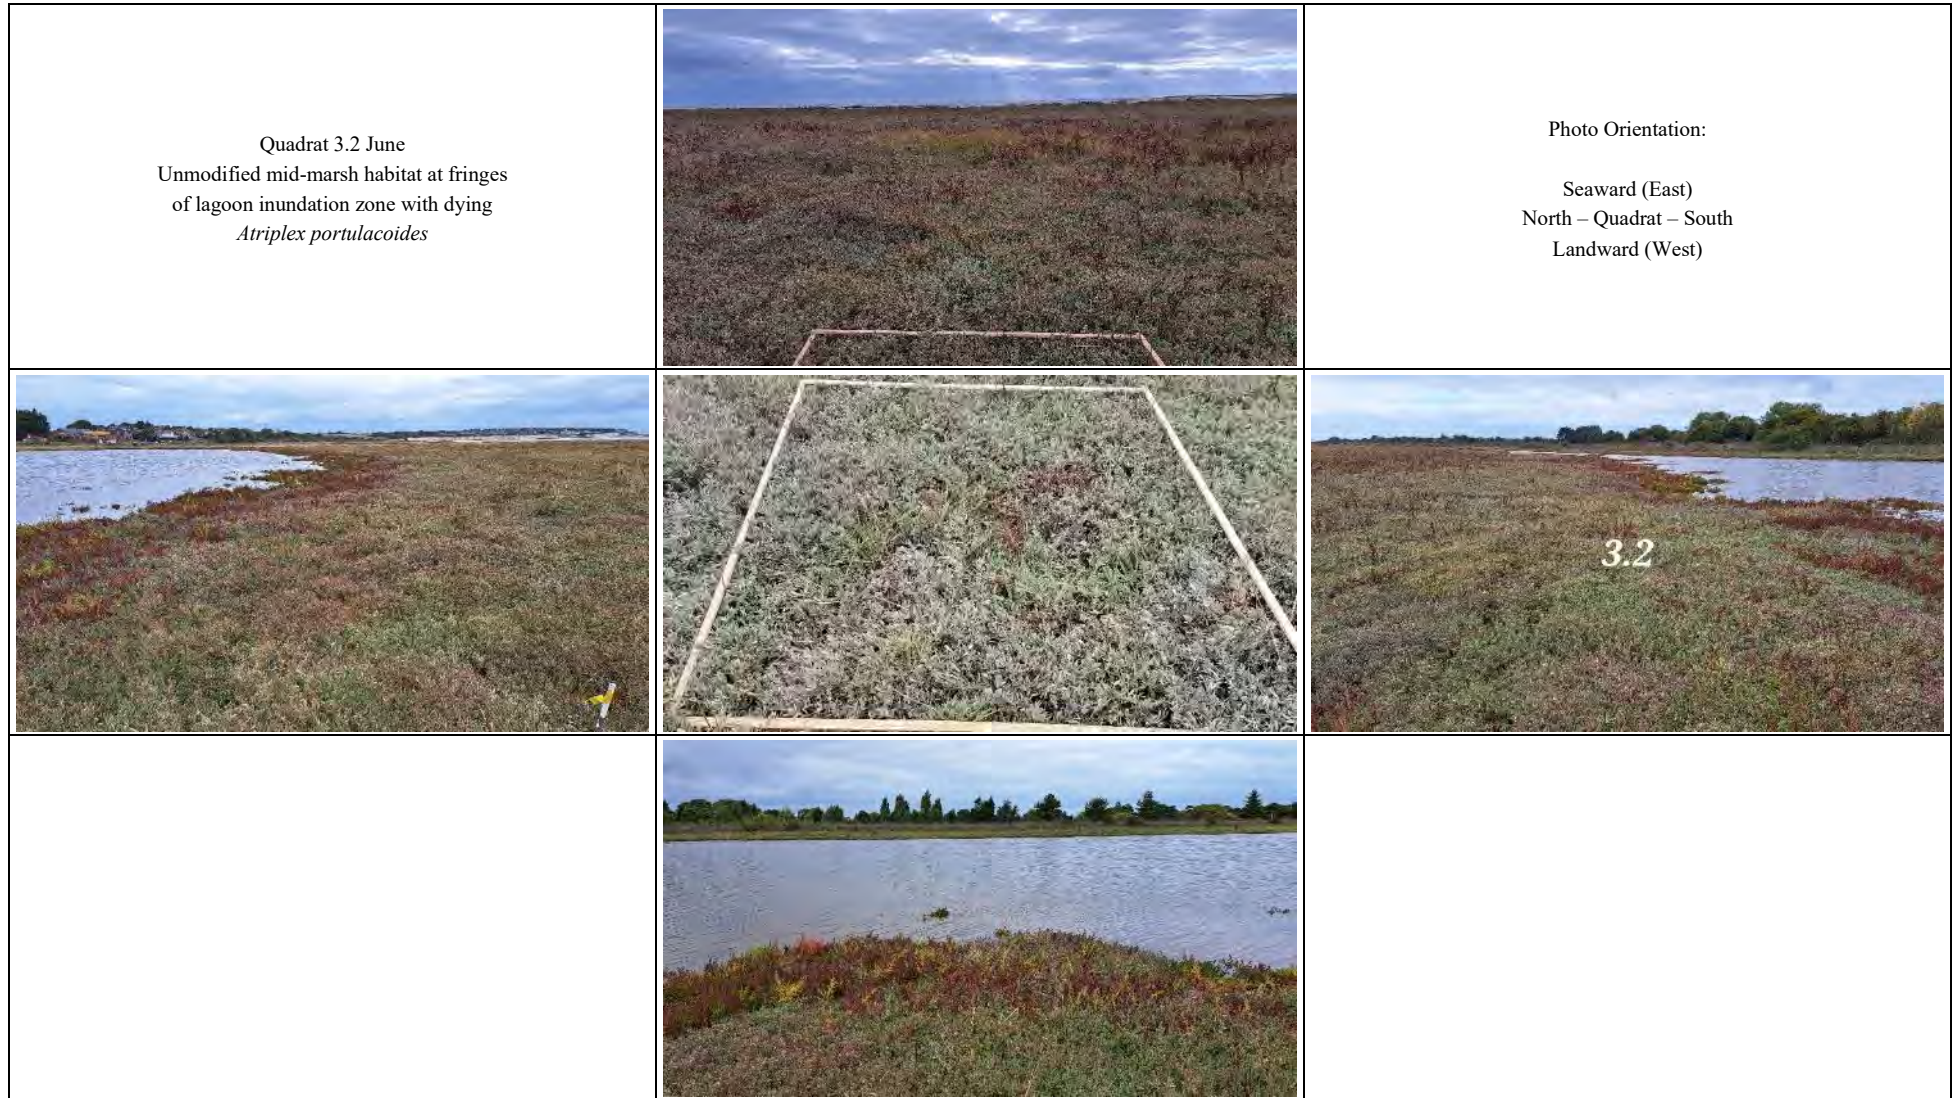 Quadrat 3.2 June
Unmodified mid-marsh habitat at fringes
of lagoon inundation zone with dying
Atriplex portulacoides
Photo Orientation:
Seaward (East)
North – Quadrat – South
Landward (West)
3.2